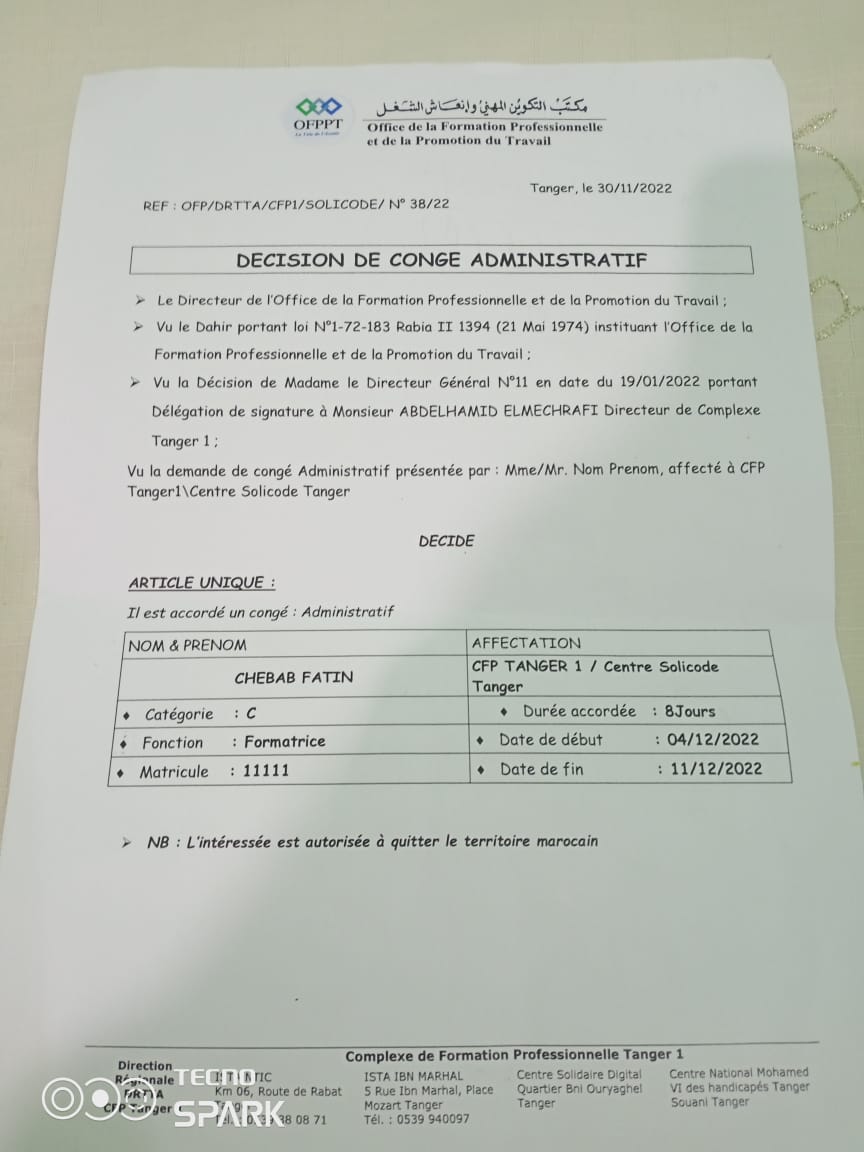 مكتب التكوين المهني وإنعاش الشغل
OFPPT
La Voie de l'Avenir
Office de la Formation Professionnelle
et de la Promotion du Travail
Tanger, le 30/11/2022
REF : OFP/DRTTA/CFP1/SOLICODE/ N° 38/22
DECISION DE CONGE ADMINISTRATIF
➢ Le Directeur de l'Office de la Formation Professionnelle et de la Promotion du Travail ;
➢ Vu le Dahir portant loi N°1-72-183 Rabia II 1394 (21 Mai 1974) instituant l'Office de la
Formation Professionnelle et de la Promotion du Travail ;
➢ Vu la Décision de Madame le Directeur Général N°11 en date du 19/01/2022 portant
Délégation de signature à Monsieur ABDELHAMID ELMECHRAFI Directeur de Complexe
Tanger 1 ;
Vu la demande de congé Administratif présentée par : Mme/Mr. Nom Prenom, affecté à CFP
Tanger1\Centre Solicode Tanger
DECIDE
ARTICLE UNIQUE :
Il est accordé un congé : Administratif
NOM & PRENOM
AFFECTATION
CHEBAB FATIN
CFP TANGER 1 / Centre Solicode
Tanger
♦ Catégorie : C
♦ Durée accordée : 8Jours
♦ Fonction : Formatrice
♦ Date de début : 04/12/2022
♦ Matricule : 11111
♦ Date de fin : 11/12/2022
➢ NB : L'intéressée est autorisée à quitter le territoire marocain
Complexe de Formation Professionnelle Tanger 1
Direction
Régionale
DRTTA
CFP Tanger
NTIC
Km 06, Route de Rabat
38 08 71
ISTA IBN MARHAL
5 Rue Ibn Marhal, Place
Mozart Tanger
Tél. : 0539 940097
Centre Solidaire Digital
Quartier Bni Ouryaghel
Tanger
Centre National Mohamed
VI des handicapés Tanger
Souani Tanger
TECNO
SPARK